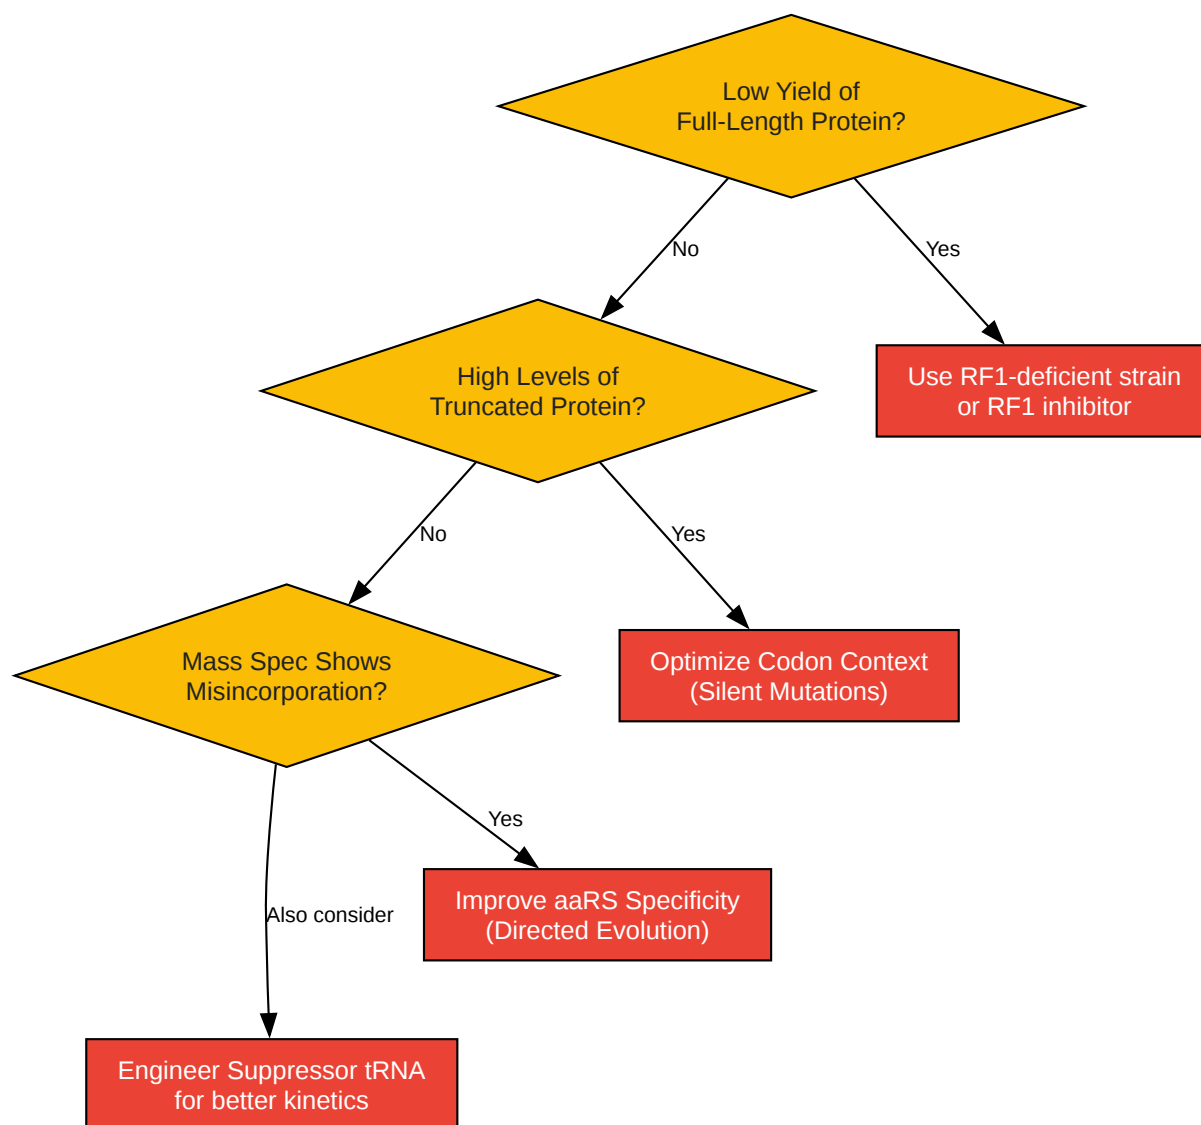 Low Yield of
Full-Length Protein?
No
Yes
High Levels of
Truncated Protein?
Use RF1-deficient strain
or RF1 inhibitor
No
Yes
Mass Spec Shows
Misincorporation?
Optimize Codon Context
(Silent Mutations)
Yes
Improve aaRS Specificity
(Directed Evolution)
Also consider
Engineer Suppressor tRNA
for better kinetics